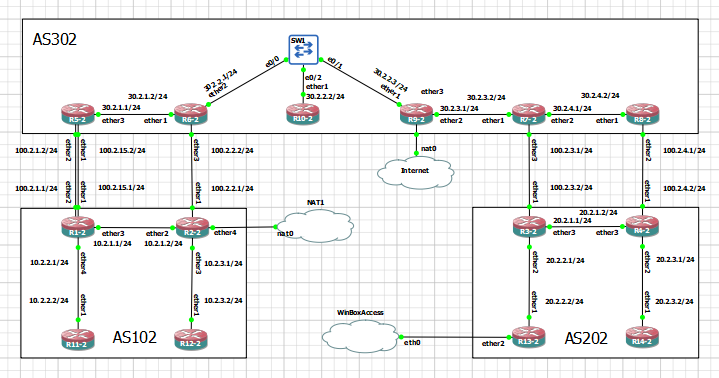 AS302
SW1
e0/0
e0/1
e0/2
ether1
30.2.2.1/24
ether2
30.2.2.3/24
ether1
ether3
30.2.1.2/24
30.2.1.1/24
ether3
ether1
R5-2
R6-2
30.2.2.2/24
R10-2
R9-2
30.2.3.2/24
30.2.3.1/24
ether2
ether1
R7-2
30.2.4.2/24
30.2.4.1/24
ether2
ether1
R8-2
100.2.1.2/24
ether2
ether1
100.2.15.2/24
ether3
100.2.2.2/24
nat0
Internet
ether3
100.2.3.1/24
ether2
100.2.4.1/24
100.2.1.1/24
ether2
ether1
100.2.15.1/24
ether1
100.2.2.1/24
100.2.3.2/24
ether1
ether1
100.2.4.2/24
R1-2
ether3
10.2.1.1/24
ether2
10.2.1.2/24
R2-2
ether4
NAT1
nat0
R3-2
20.2.1.2/24
20.2.1.1/24
ether3
ether3
R4-2
10.2.2.1/24
ether4
ether3
10.2.3.1/24
ether2
20.2.2.1/24
ether2
20.2.3.1/24
10.2.2.2/24
ether1
ether1
10.2.3.2/24
ether1
20.2.2.2/24
ether1
20.2.3.2/24
R11-2
AS102
R12-2
WinBoxAccess
eth0
ether2
R13-2
AS202
R14-2